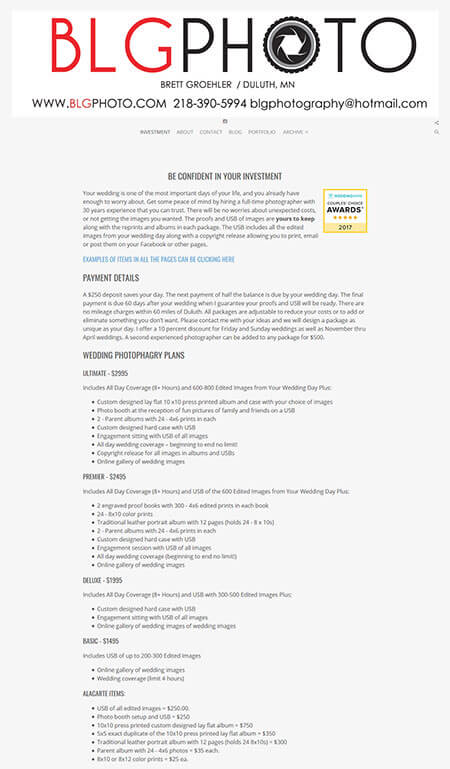 BLGPHOTO
BRETT GROEHLER / DULUTH, MN
WWW.BLGPHOTO.COM 218-390-5994 blgphotography@hotmail.com
INVESTMENT ABOUT CONTACT BLOG PORTFOLIO ARCHIVE
BE CONFIDENT IN YOUR INVESTMENT
Your wedding is one of the most important days of your life, and you already have
enough to worry about. Get some peace of mind by hiring a full-time photographer with
30 years experience that you can trust. There will be no worries about unexpected costs,
or not getting the images you wanted. The proofs and USB of images are yours to keep
along with the reprints and albums in each package. The USB includes all the edited
images from your wedding day along with a copyright release allowing you to print, email
or post them on your Facebook or other pages.
WEDDINGWIRE
COUPLES' CHOICE
AWARDS
2017
EXAMPLES OF ITEMS IN ALL THE PAGES CAN BE CLICKING HERE
PAYMENT DETAILS
A $250 deposit saves your day. The next payment of half the balance is due by your wedding day. The final
payment is due 60 days after your wedding when I guarantee your proofs and USB will be ready. There are
no mileage charges within 60 miles of Duluth. All packages are adjustable to reduce your costs or to add or
eliminate something you don't want. Please contact me with your ideas and we will design a package as
unique as your day. I offer a 10 percent discount for Friday and Sunday weddings as well as November thru
April weddings. A second experienced photographer can be added to any package for $500.
WEDDING PHOTOPHAGRY PLANS
ULTIMATE - $2995
Includes All Day Coverage (8+ Hours) and 600-800 Edited Images from Your Wedding Day Plus:
Custom designed lay flat 10 x10 press printed album and case with your choice of images
Photo booth at the reception of fun pictures of family and friends on a USB
2 - Parent albums with 24 - 4x6 prints in each
Custom designed hard case with USB
Engagement sitting with USB of all images
All day wedding coverage – beginning to end no limit!
Copyright release for all images in albums and USBs
Online gallery of wedding images
PREMIER - $2495
Includes All Day Coverage (8+ Hours) and USB of the 600 Edited Images from Your Wedding Day Plus:
2 engraved proof books with 300 - 4x6 edited prints in each book
24 - 8x10 color prints
Traditional leather portrait album with 12 pages (holds 24 - 8 x 10s)
2 - Parent albums with 24 - 4x6 prints in each
Custom designed hard case with USB
Engagement session with USB of all images
All day wedding coverage (beginning to end no limit!)
Online gallery of wedding images
DELUXE - $1995
Includes All Day Coverage (8+ Hours) and USB with 300-500 Edited Images Plus;
Custom designed hard case with USB
Engagement sitting with USB of all images
Online gallery of wedding images of wedding images
BASIC - $1495
Includes USB of up to 200-300 Edited Images
Online gallery of wedding images
Wedding coverage (limit 4 hours)
ALACARTE ITEMS:
USB of all edited images = $250.00.
Photo booth setup and USB = $250
10x10 press printed custom designed lay flat album = $750
5x5 exact duplicate of the 10x10 press printed lay flat album = $350
Traditional leather portrait album with 12 pages (holds 24 8x10s) = $300
Parent album with 24 - 4x6 photos = $35 each.
8x10 or 8x12 color prints = $25 ea.